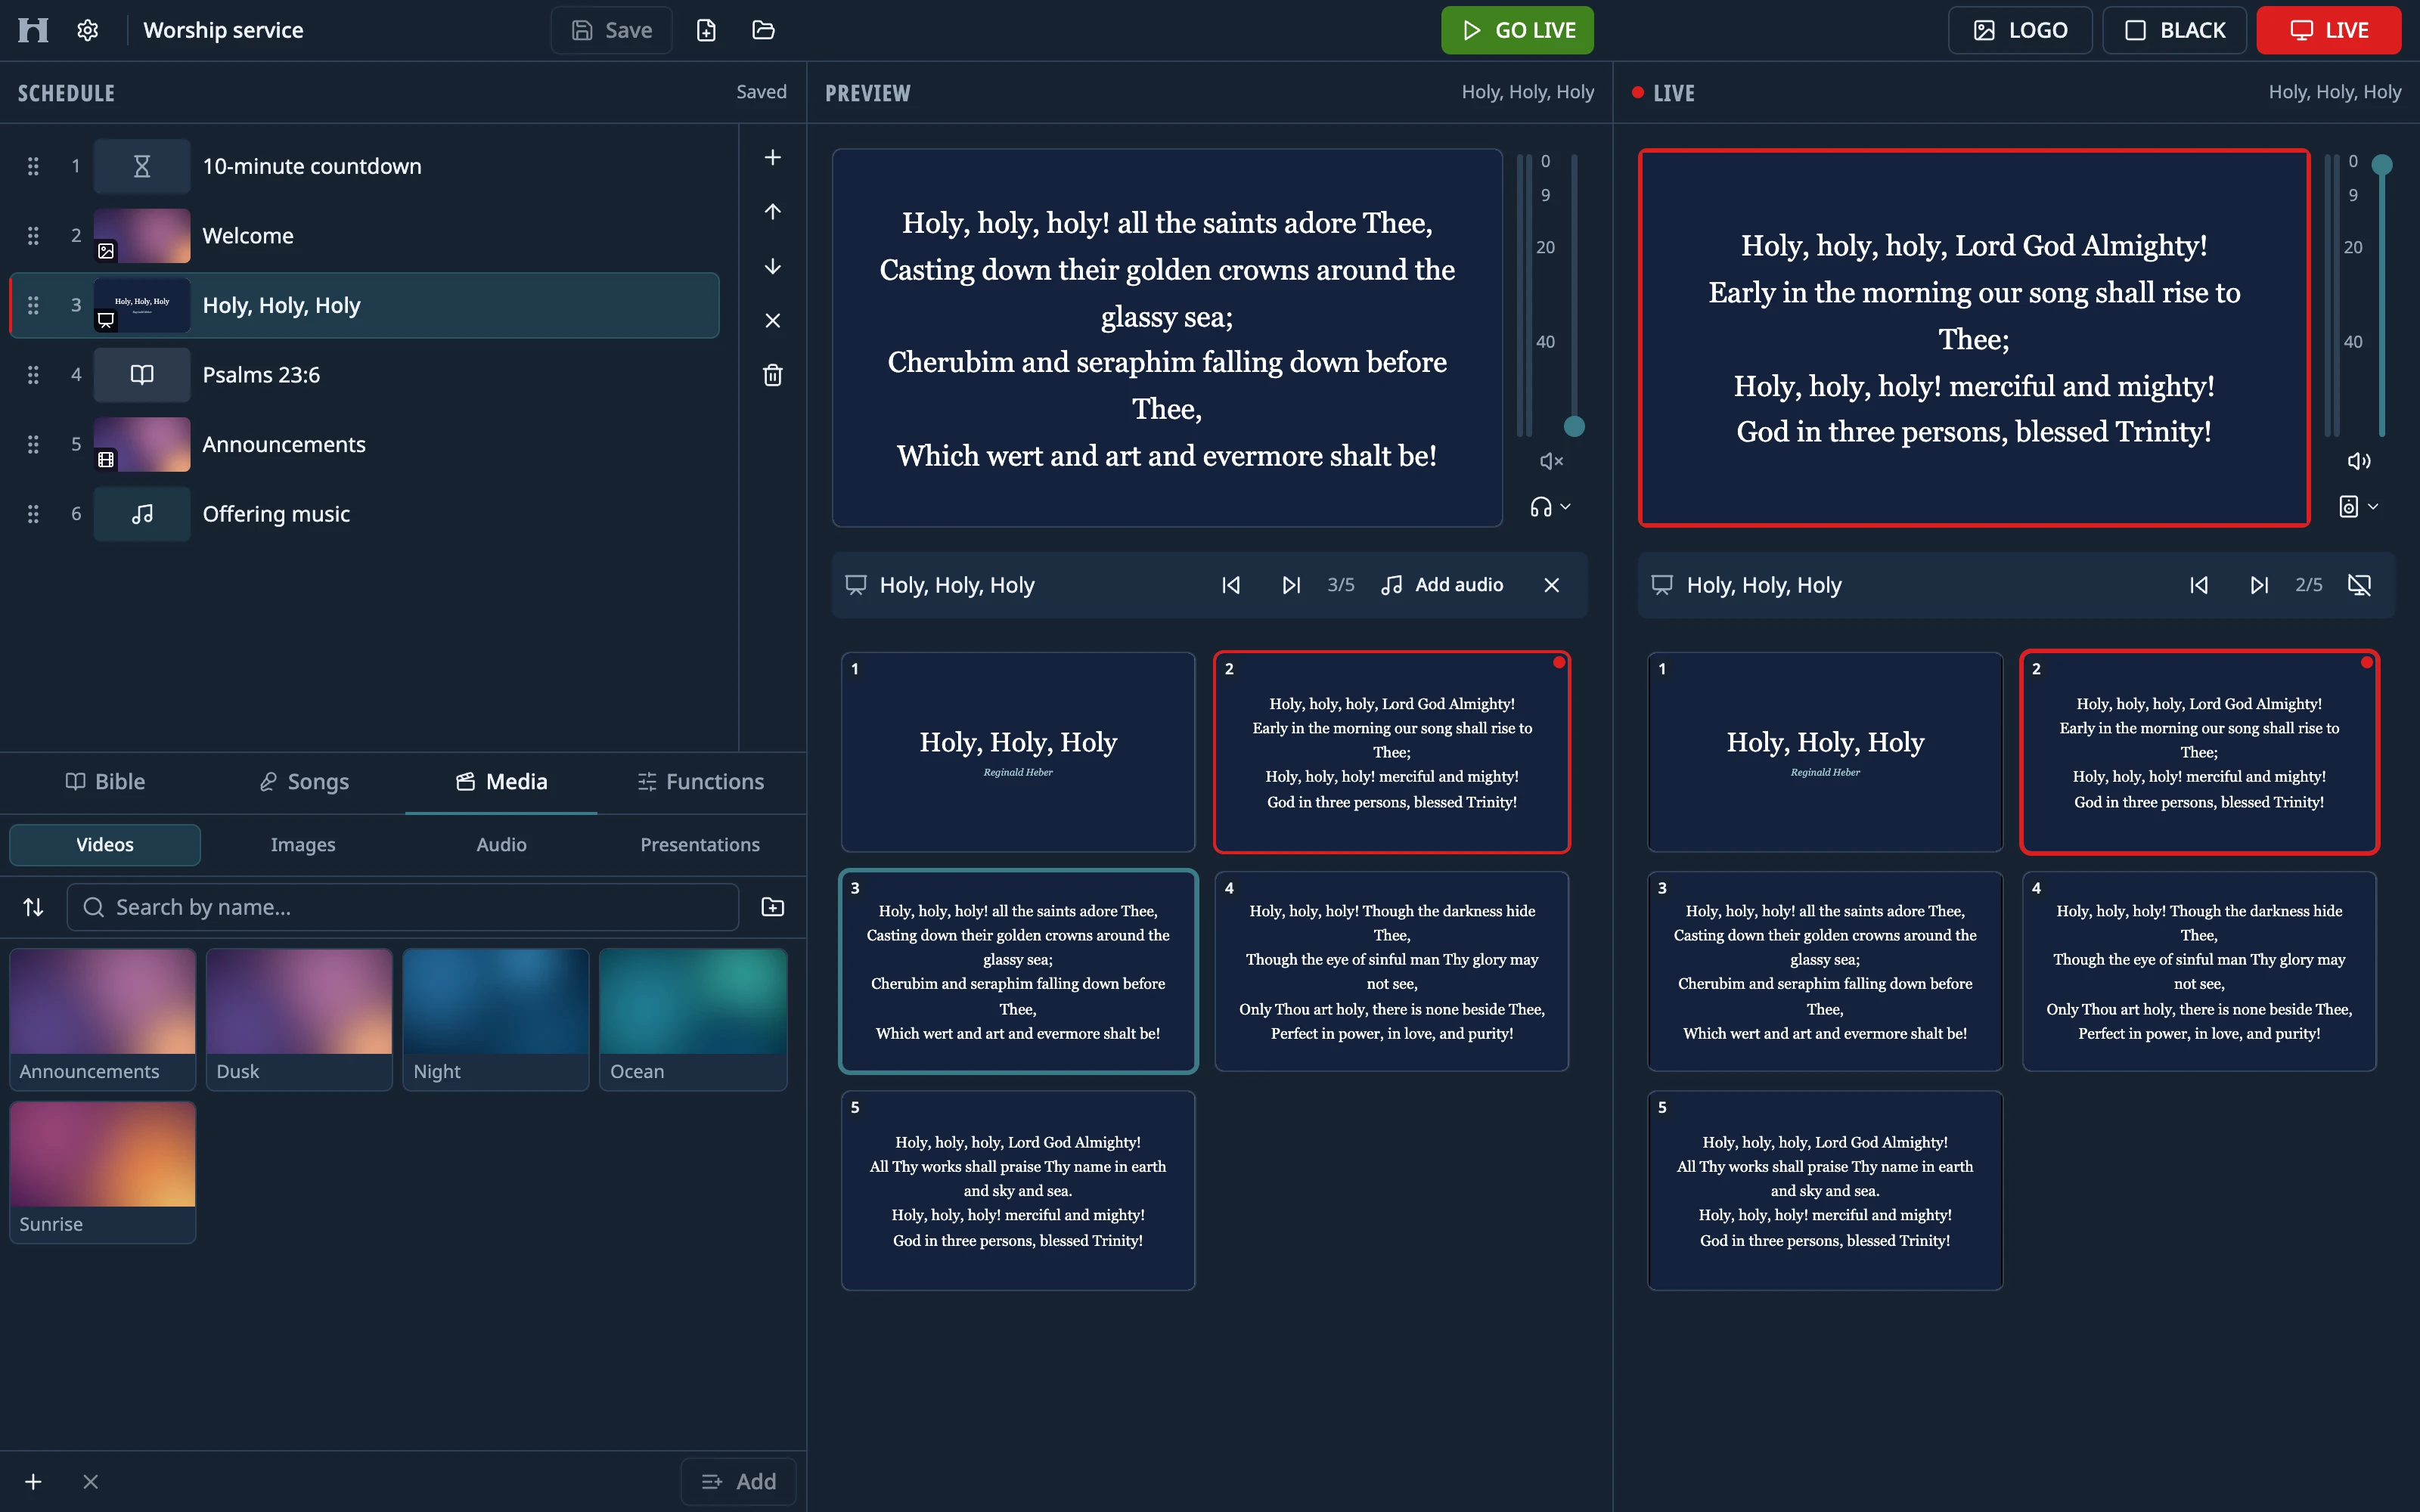 Worship service
Save
GO LIVE
LOGO
BLACK
LIVE
SCHEDULE
Saved
1
10-minute countdown
2
Welcome
3
Holy, Holy, Holy
Holy, Holy, Holy
4
Psalms 23:6
5
Announcements
6
Offering music
Bible
Songs
Media
Functions
Videos
Images
Audio
Presentations
Search by name...
Announcements
Dusk
Night
Ocean
Sunrise
Add
PREVIEW
Holy, Holy, Holy
Holy, holy, holy! all the saints adore Thee,
Casting down their golden crowns around the
glassy sea;
Cherubim and seraphim falling down before
Thee,
Which wert and art and evermore shalt be!
0
9
20
40
Holy, Holy, Holy
3/5
Add audio
1
Holy, Holy, Holy
Reginald Heber
2
Holy, holy, holy, Lord God Almighty!
Early in the morning our song shall rise to
Thee;
Holy, holy, holy! merciful and mighty!
God in three persons, blessed Trinity!
3
Holy, holy, holy! all the saints adore Thee,
Casting down their golden crowns around the
glassy sea;
Cherubim and seraphim falling down before
Thee,
Which wert and art and evermore shalt be!
4
Holy, holy, holy! Though the darkness hide
Thee,
Though the eye of sinful man Thy glory may
not see,
Only Thou art holy, there is none beside Thee,
Perfect in power, in love, and purity!
5
Holy, holy, holy, Lord God Almighty!
All Thy works shall praise Thy name in earth
and sky and sea.
Holy, holy, holy! merciful and mighty!
God in three persons, blessed Trinity!
LIVE
Holy, Holy, Holy
Holy, holy, holy, Lord God Almighty!
Early in the morning our song shall rise to
Thee;
Holy, holy, holy! merciful and mighty!
God in three persons, blessed Trinity!
0
9
20
40
Holy, Holy, Holy
2/5
1
Holy, Holy, Holy
Reginald Heber
2
Holy, holy, holy, Lord God Almighty!
Early in the morning our song shall rise to
Thee;
Holy, holy, holy! merciful and mighty!
God in three persons, blessed Trinity!
3
Holy, holy, holy! all the saints adore Thee,
Casting down their golden crowns around the
glassy sea;
Cherubim and seraphim falling down before
Thee,
Which wert and art and evermore shalt be!
4
Holy, holy, holy! Though the darkness hide
Thee,
Though the eye of sinful man Thy glory may
not see,
Only Thou art holy, there is none beside Thee,
Perfect in power, in love, and purity!
5
Holy, holy, holy, Lord God Almighty!
All Thy works shall praise Thy name in earth
and sky and sea.
Holy, holy, holy! merciful and mighty!
God in three persons, blessed Trinity!